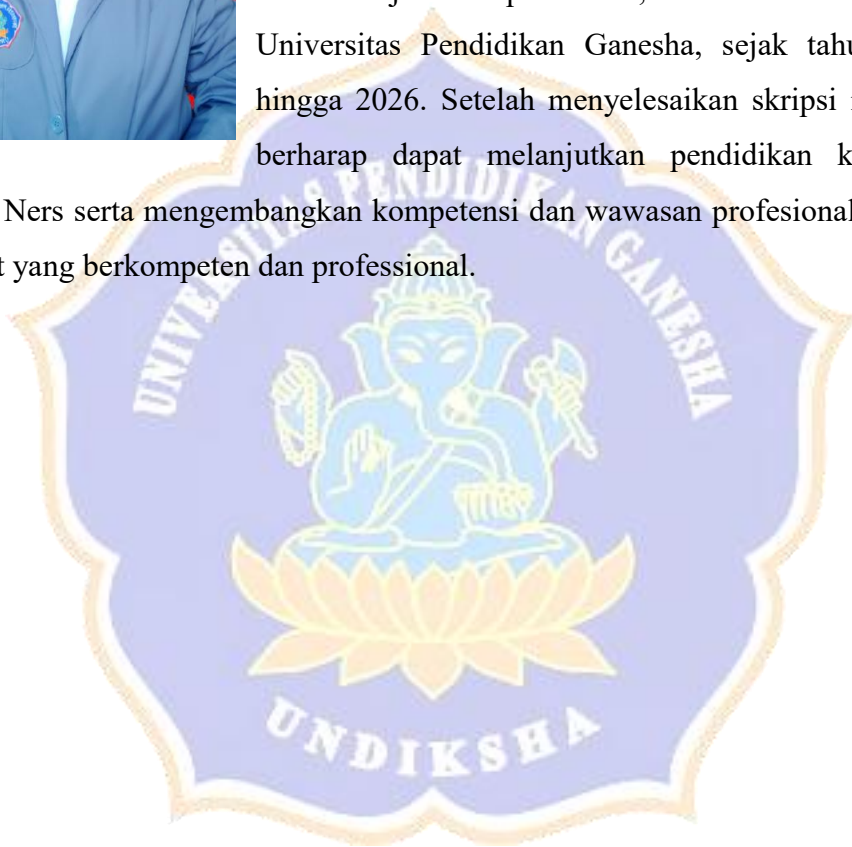 Universitas Pendidikan Ganesha, sejak
hingga 2026. Setelah menyelesaikan skripsi
berharap dapat melanjutkan pendidikan
Ners serta mengembangkan kompetensi dan wawasan profesional
yang berkompeten dan professional.
UNIVERSITAS PENDIDIKAN GANESHA
UNDIKSHA